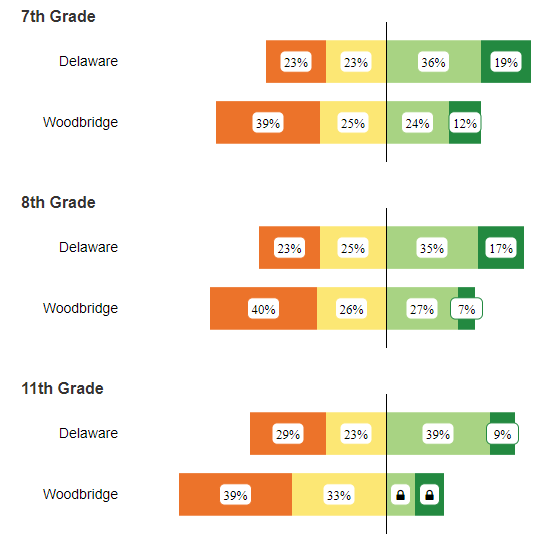 7th Grade
Delaware 23% 23% 36% 19%
Woodbridge 39% 25% 24% 12%
8th Grade
Delaware 23% 25% 35% 17%
Woodbridge 40% 26% 27% 7%
11th Grade
Delaware 29% 23% 39% 9%
Woodbridge 39% 33%